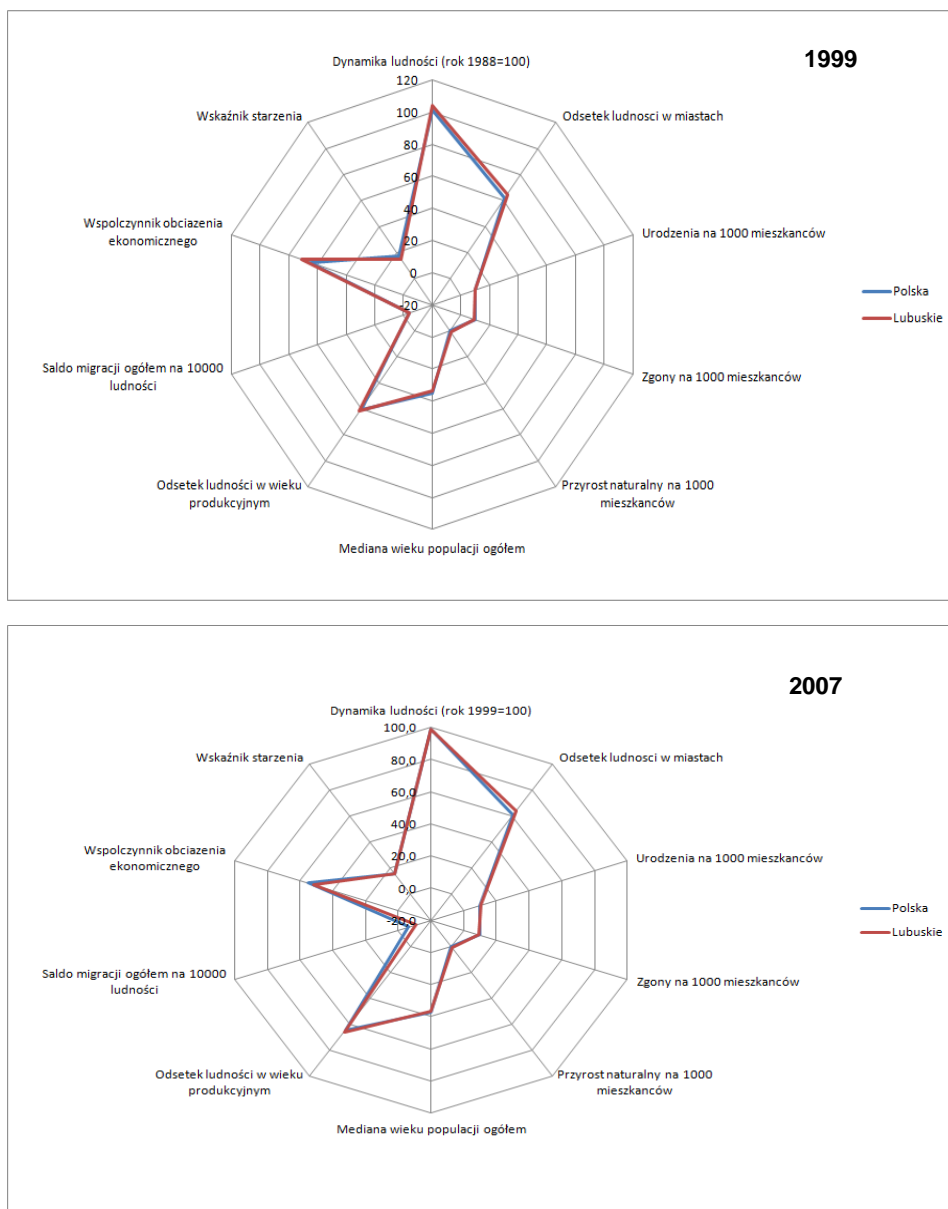 1999
Dynamika ludności (rok 1988=100)
120
100
80
60
40
20
0
-20
Odsetek ludnosci w miastach
Urodzenia na 1000 mieszkanców
Zgony na 1000 mieszkanców
Przyrost naturalny na 1000
mieszkanców
Mediana wieku populacji ogółem
Odsetek ludności w wieku
produkcyjnym
Saldo migracji ogółem na 10000
ludności
Wspolczynnik obciazenia
ekonomicznego
Wskaźnik starzenia
Polska
Lubuskie
2007
Dynamika ludności (rok 1999=100)
100,0
80,0
60,0
40,0
20,0
0,0
-20,0
Odsetek ludnosci w miastach
Urodzenia na 1000 mieszkanców
Zgony na 1000 mieszkanców
Przyrost naturalny na 1000
mieszkanców
Mediana wieku populacji ogółem
Odsetek ludności w wieku
produkcyjnym
Saldo migracji ogółem na 10000
ludności
Wspolczynnik obciazenia
ekonomicznego
Wskaźnik starzenia
Polska
Lubuskie